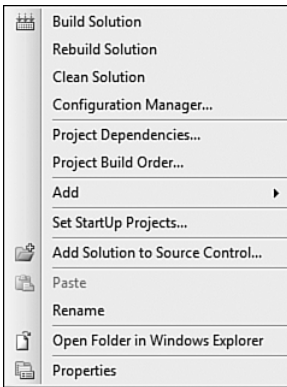 Build Solution
Rebuild Solution
Clean Solution
Configuration Manager...
Project Dependencies...
Project Build Order...
Add
Set StartUp Projects...
Add Solution to Source Control...
Paste
Rename
Open Folder in Windows Explorer
Properties